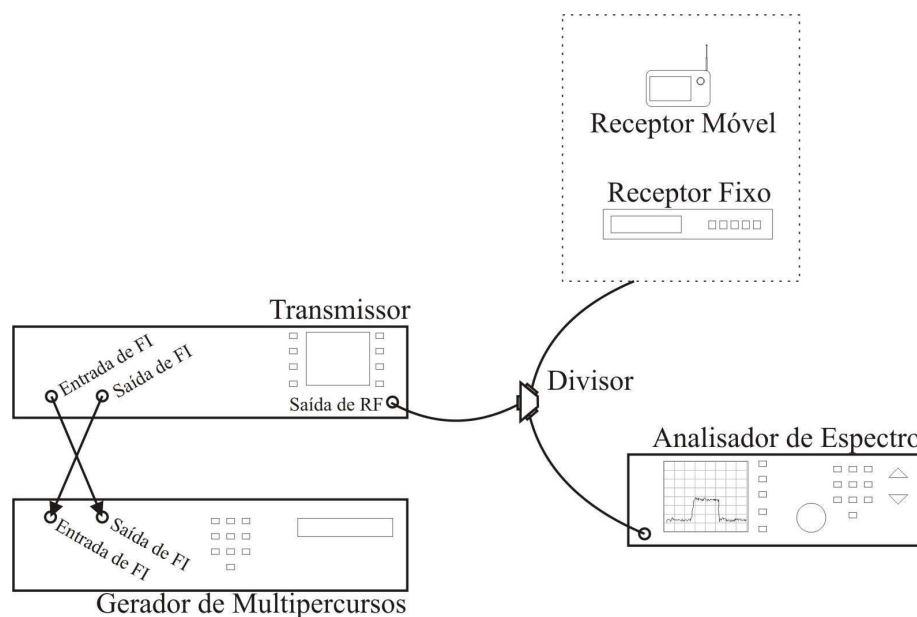 Receptor Móvel
Receptor Fixo
Transmissor
Entrada de FI
Saída de FI
Saída de RF
Divisor
Analisador de Espectro
Entrada de FI
Saída de FI
Gerador de Multipercursos